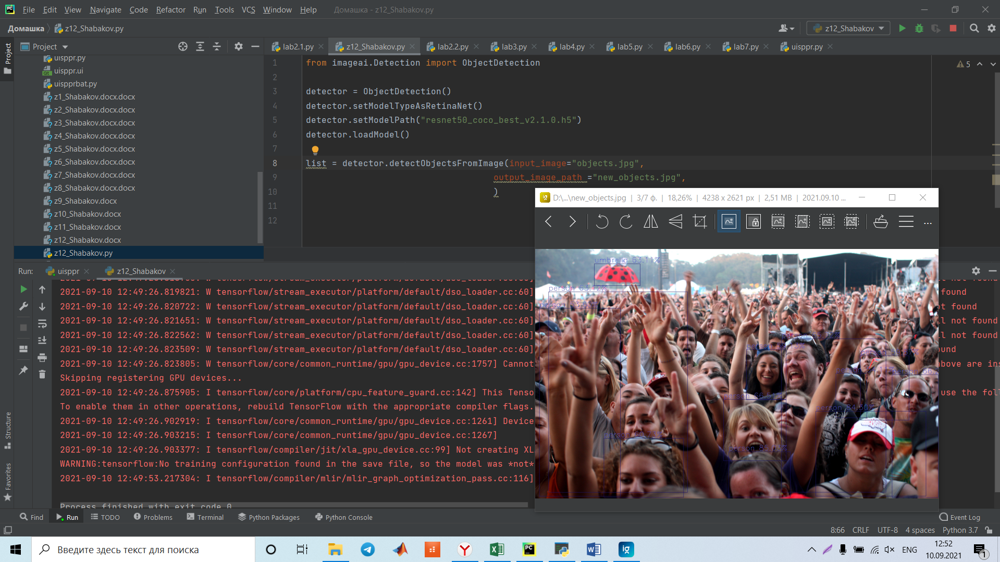 File Edit View Navigate Code Refactor Run Tools VCS Window Help Домашка - z12_Shabakov.py
Домашка z12_Shabakov.py
z12_Shabakov
Project
Project
lab2.1.py z12_Shabakov.py lab2.2.py lab3.py lab4.py lab5.py lab6.py lab7.py uisppr.py
uisppr.py
uisppr.ui
uispprbat.py
z1_Shabakov.docx.docx
z2_Shabakov.docx.docx
z3_Shabakov.docx.docx
z4_Shabakov.docx.docx
z5_Shabakov.docx.docx
z6_Shabakov.docx.docx
z7_Shabakov.docx.docx
z8_Shabakov.docx.docx
z9_Shabakov.docx
z10_Shabakov.docx
z11_Shabakov.docx
z12_Shabakov.docx
z12_Shabakov.py
5
1 from imageai.Detection import ObjectDetection
2
3 detector = ObjectDetection()
4 detector.setModelTypeAsRetinaNet()
5 detector.setModelPath("resnet50_coco_best_v2.1.0.h5")
6 detector.loadModel()
7
8 list = detector.detectObjectsFromImage(input_image="objects.jpg",
9 output_image_path ="new_objects.jpg",
10 )
11
12
D:\...\new_objects.jpg | 3/7 ф. | 18,26% | 4238 x 2621 px | 2,51 MB | 2021.09.10 ...
umbrella 63.11%
person 63.12%
person 66.51%
person 84.50%
Run: uisppr z12_Shabakov
2021-09-10 12:49:26.819821: W tensorflow/stream_executor/platform/default/dso_loader.cc:60] found
2021-09-10 12:49:26.820722: W tensorflow/stream_executor/platform/default/dso_loader.cc:60] ot found
2021-09-10 12:49:26.821651: W tensorflow/stream_executor/platform/default/dso_loader.cc:60] ll not found
2021-09-10 12:49:26.822562: W tensorflow/stream_executor/platform/default/dso_loader.cc:60] ll not found
2021-09-10 12:49:26.823509: W tensorflow/stream_executor/platform/default/dso_loader.cc:60] ound
2021-09-10 12:49:26.823805: W tensorflow/core/common_runtime/gpu/gpu_device.cc:1757] Cannot above are ins
Skipping registering GPU devices...
2021-09-10 12:49:26.875905: I tensorflow/core/platform/cpu_feature_guard.cc:142] This Tenso use the foll
To enable them in other operations, rebuild TensorFlow with the appropriate compiler flags.
2021-09-10 12:49:26.902919: I tensorflow/core/common_runtime/gpu/gpu_device.cc:1261] Device
2021-09-10 12:49:26.903215: I tensorflow/core/common_runtime/gpu/gpu_device.cc:1267]
2021-09-10 12:49:26.903377: I tensorflow/compiler/jit/xla_gpu_device.cc:99] Not creating XL
WARNING:tensorflow:No training configuration found in the save file, so the model was *not*
2021-09-10 12:49:53.217304: I tensorflow/compiler/mlir/mlir_graph_optimization_pass.cc:116]
Process finished with exit code 0
Structure
Favorites
Find Run TODO Problems Terminal Python Packages Python Console Event Log
8:66 CRLF UTF-8 4 spaces Python 3.7
Введите здесь текст для поиска
ENG
12:52
10.09.2021
1